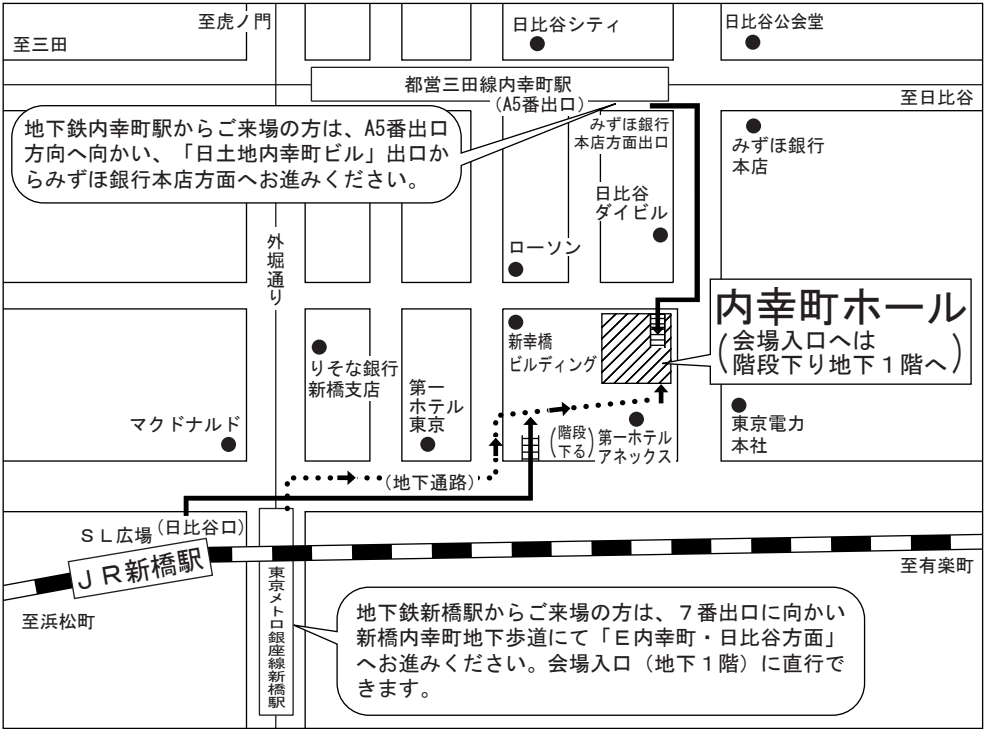 至虎ノ門
日比谷シティ
日比谷公会堂
至三田
都営三田線内幸町駅
(A5番出口)
至日比谷
地下鉄内幸町駅からご来場の方は、A5番出口
方向へ向かい、「日土地内幸町ビル」出口か
らみずほ銀行本店方面へお進みください。
みずほ銀行
本店方面出口
みずほ銀行
本店
日比谷
ダイビル
外堀通り
ローソン
内幸町ホール
(会場入口へは
階段下り地下1階へ)
新幸橋
ビルディング
りそな銀行
新橋支店
第一
ホテル
東京
マクドナルド
(階段
下る)
第一ホテル
アネックス
東京電力
本社
(地下通路)
SL広場
(日比谷口)
JR新橋駅
至有楽町
至浜松町
東京メトロ銀座線新橋駅
地下鉄新橋駅からご来場の方は、7番出口に向かい
新橋内幸町地下歩道にて「E内幸町・日比谷方面」
へお進みください。会場入口(地下1階)に直行で
きます。